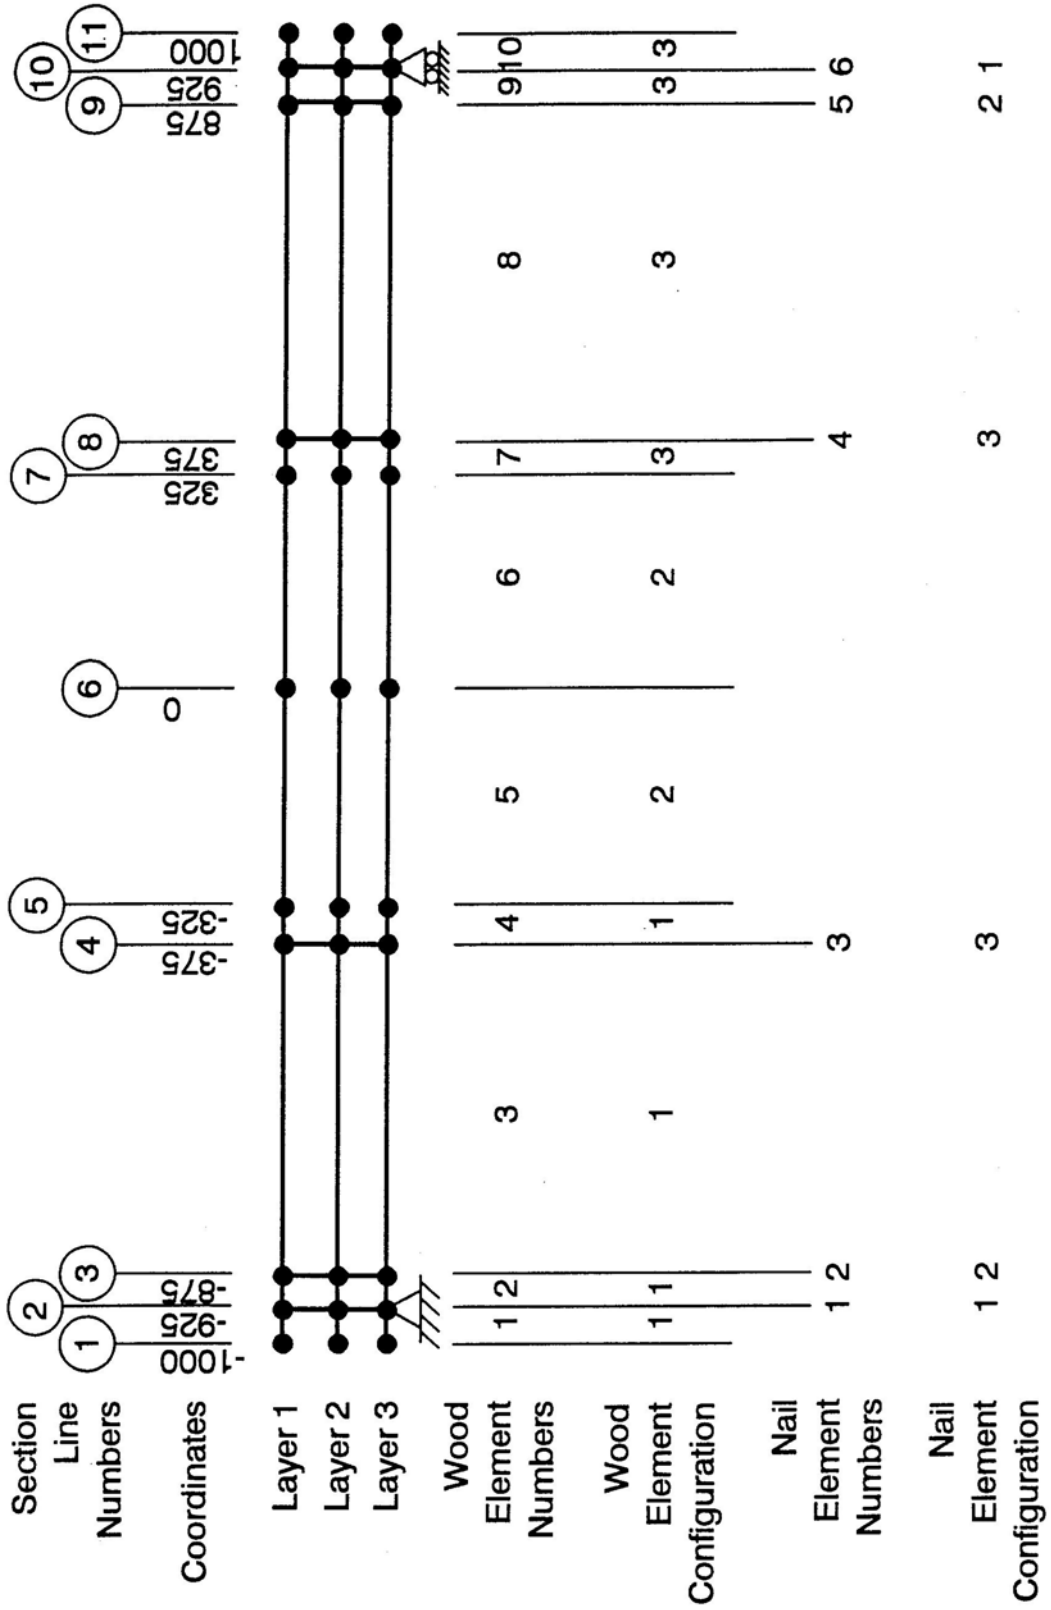 Section
Line
Numbers
1 2 3 4 5 6 7 8 9 10 11
Coordinates
-1000 -925 -875 -375 -325 0 325 375 875 925 1000
Layer 1
Layer 2
Layer 3
Wood
Element
Numbers
1 2 3 4 5 6 7 8 9 10
Wood
Element
Configuration
1 1 1 1 2 2 3 3 3 3
Nail
Element
Numbers
1 2 3 4 5 6
Nail
Element
Configuration
1 2 3 3 2 1